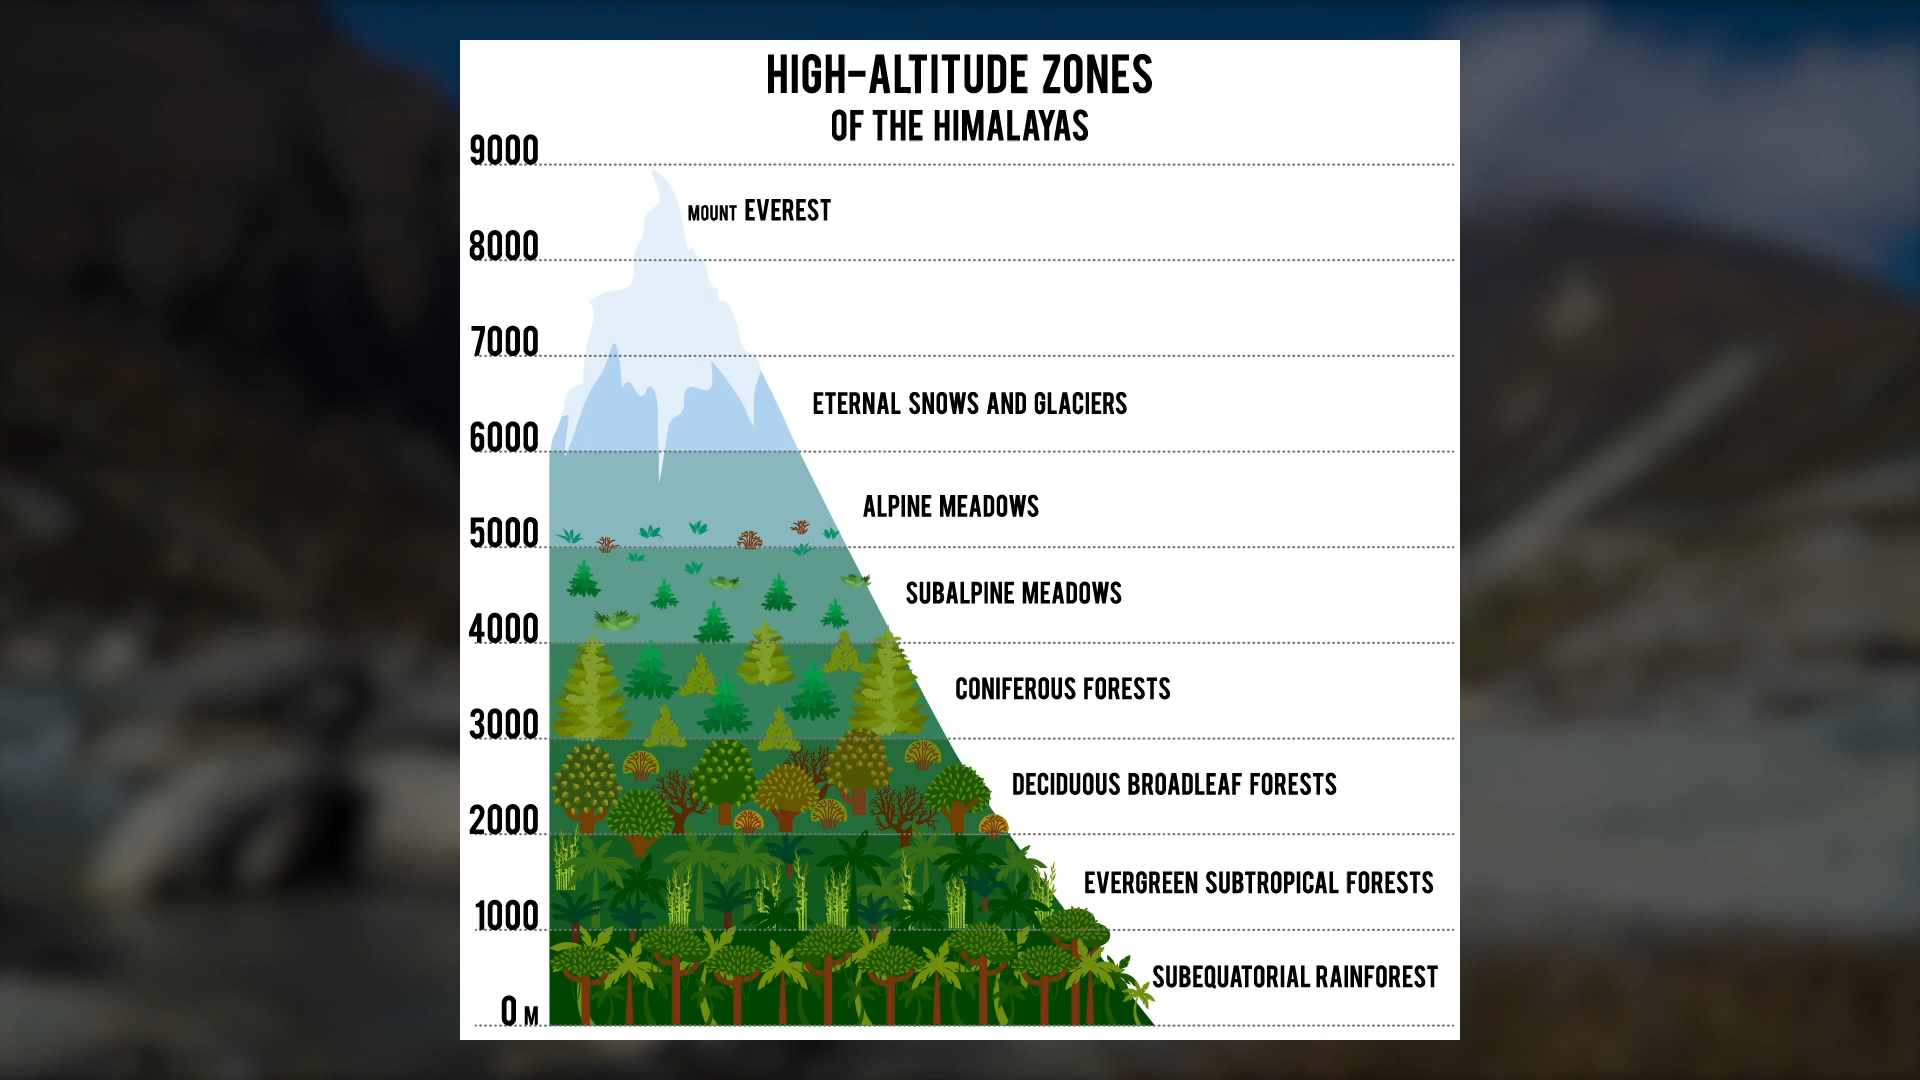 HIGH-ALTITUDE ZONES
OF THE HIMALAYAS
9000
MOUNT EVEREST
8000
7000
ETERNAL SNOWS AND GLACIERS
6000
ALPINE MEADOWS
5000
SUBALPINE MEADOWS
4000
CONIFEROUS FORESTS
3000
DECIDUOUS BROADLEAF FORESTS
2000
EVERGREEN SUBTROPICAL FORESTS
1000
SUBEQUATORIAL RAINFOREST
0 M